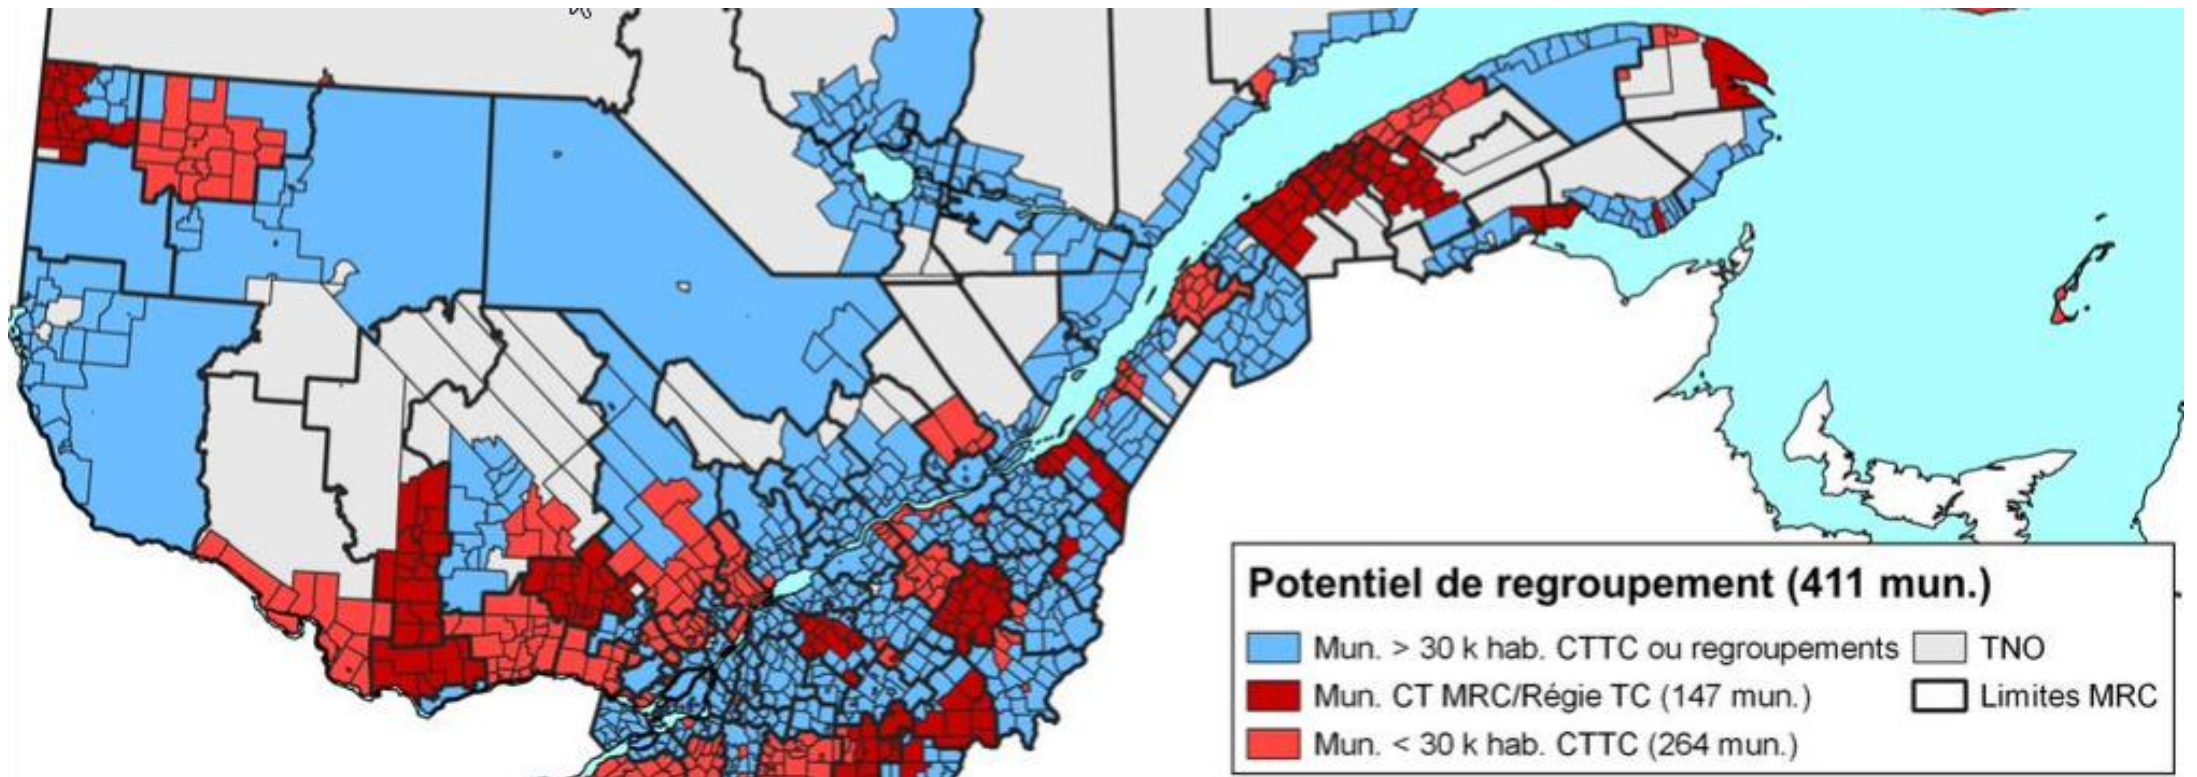 Potentiel de regroupement (411 mun.)
Mun. > 30 k hab. CTTC ou regroupements
TNO
Mun. CT MRC/Régie TC (147 mun.)
Limites MRC
Mun. < 30 k hab. CTTC (264 mun.)